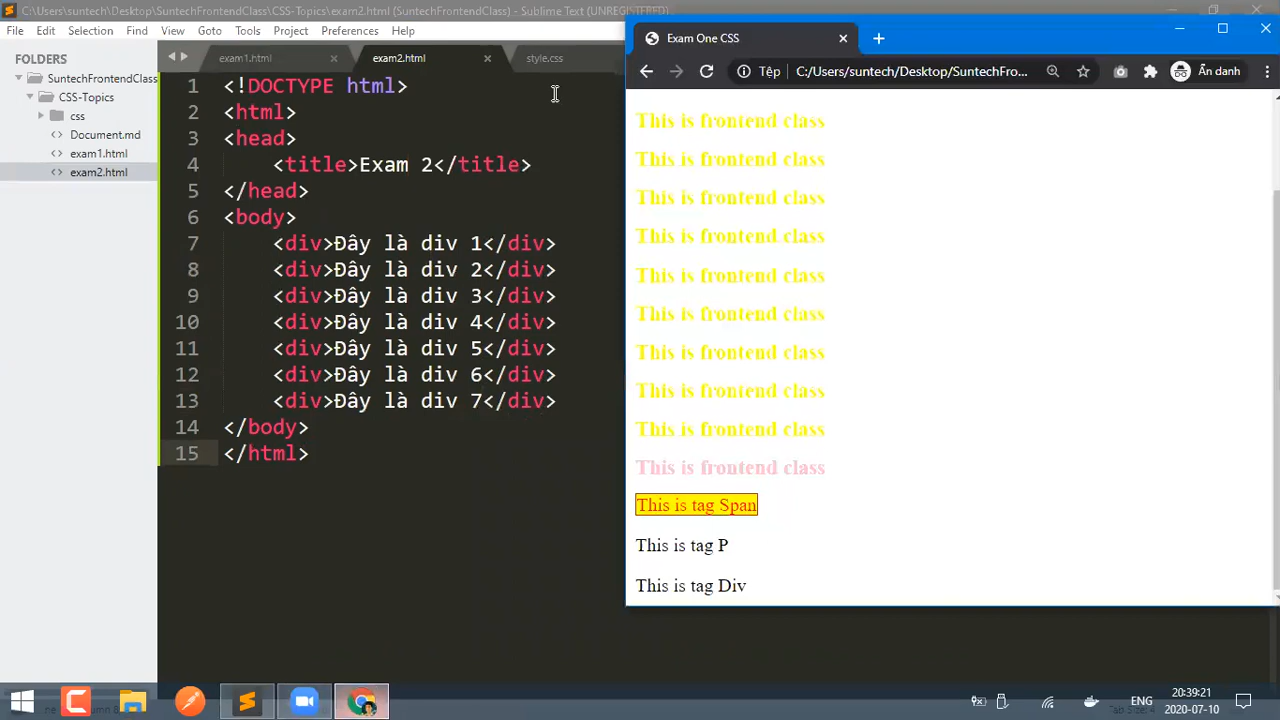 C:\Users\suntech\Desktop\SuntechFrontendClass\CSS-Topics\exam2.html (SuntechFrontendClass) - Sublime Text (UNREGISTERED)
File Edit Selection Find View Goto Tools Project Preferences Help
FOLDERS
SuntechFrontendClass
CSS-Topics
css
Document.md
exam1.html
exam2.html
exam1.html × exam2.html × style.css
1 <!DOCTYPE html>
2 <html>
3 <head>
4 <title>Exam 2</title>
5 </head>
6 <body>
7 <div>Đây là div 1</div>
8 <div>Đây là div 2</div>
9 <div>Đây là div 3</div>
10 <div>Đây là div 4</div>
11 <div>Đây là div 5</div>
12 <div>Đây là div 6</div>
13 <div>Đây là div 7</div>
14 </body>
15 </html>
Exam One CSS
Tệp C:/Users/suntech/Desktop/SuntechFro... Ẩn danh
This is frontend class
This is frontend class
This is frontend class
This is frontend class
This is frontend class
This is frontend class
This is frontend class
This is frontend class
This is frontend class
This is frontend class
This is tag Span
This is tag P
This is tag Div
ENG
20:39:21
2020-07-10
Tab Size: 4